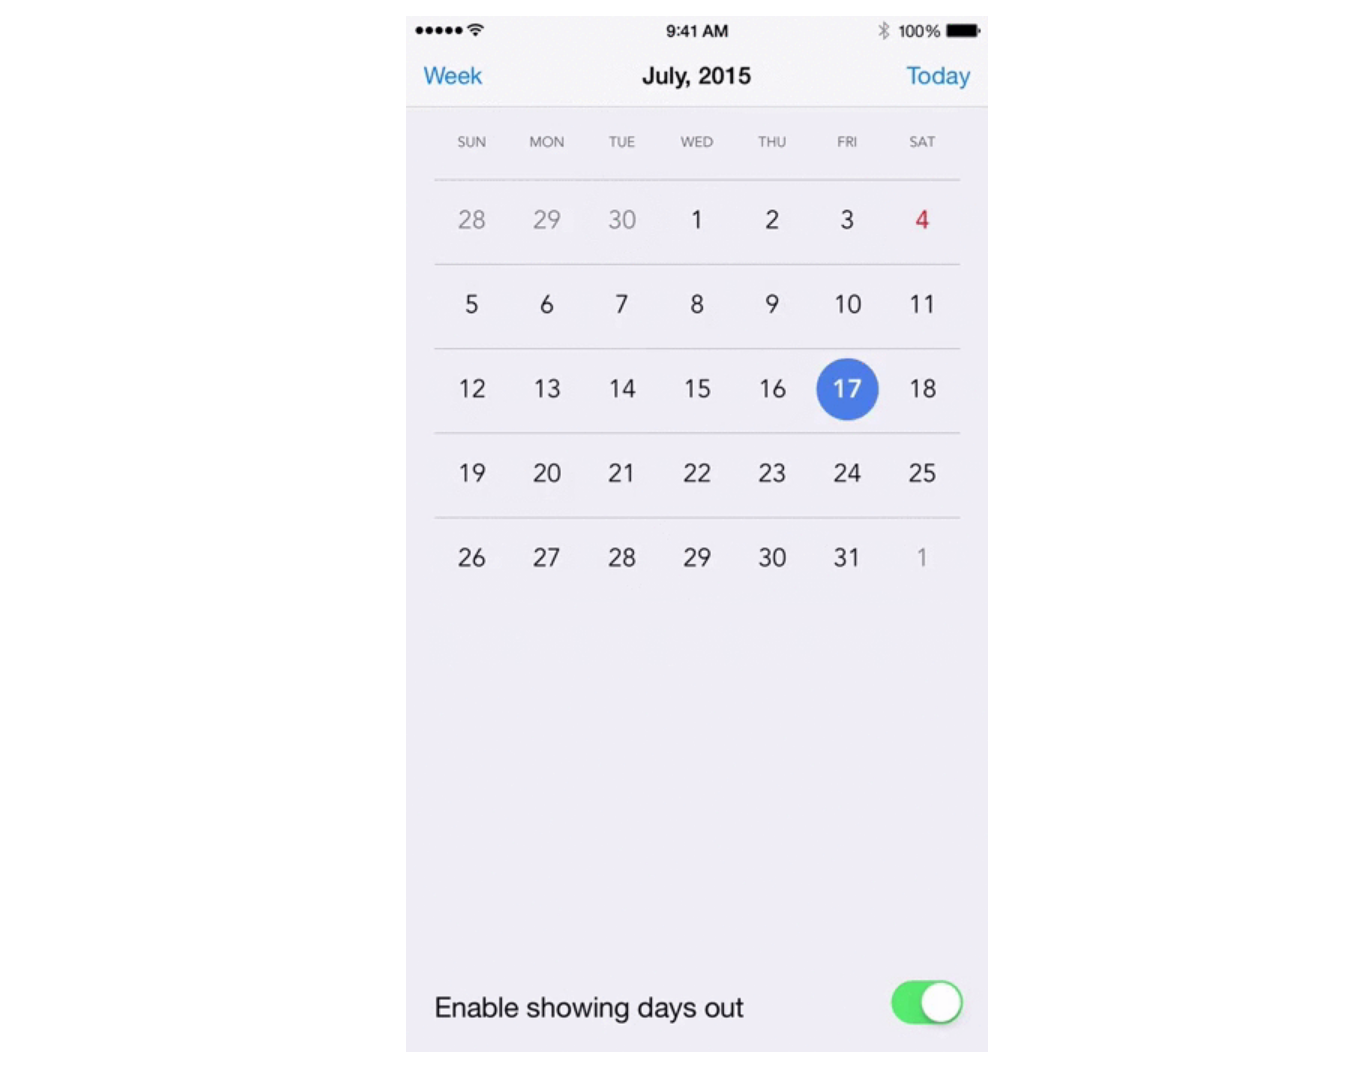 9:41 AM 100%
Week July, 2015 Today
SUN MON TUE WED THU FRI SAT
28 29 30 1 2 3 4
5 6 7 8 9 10 11
12 13 14 15 16 17 18
19 20 21 22 23 24 25
26 27 28 29 30 31 1
Enable showing days out